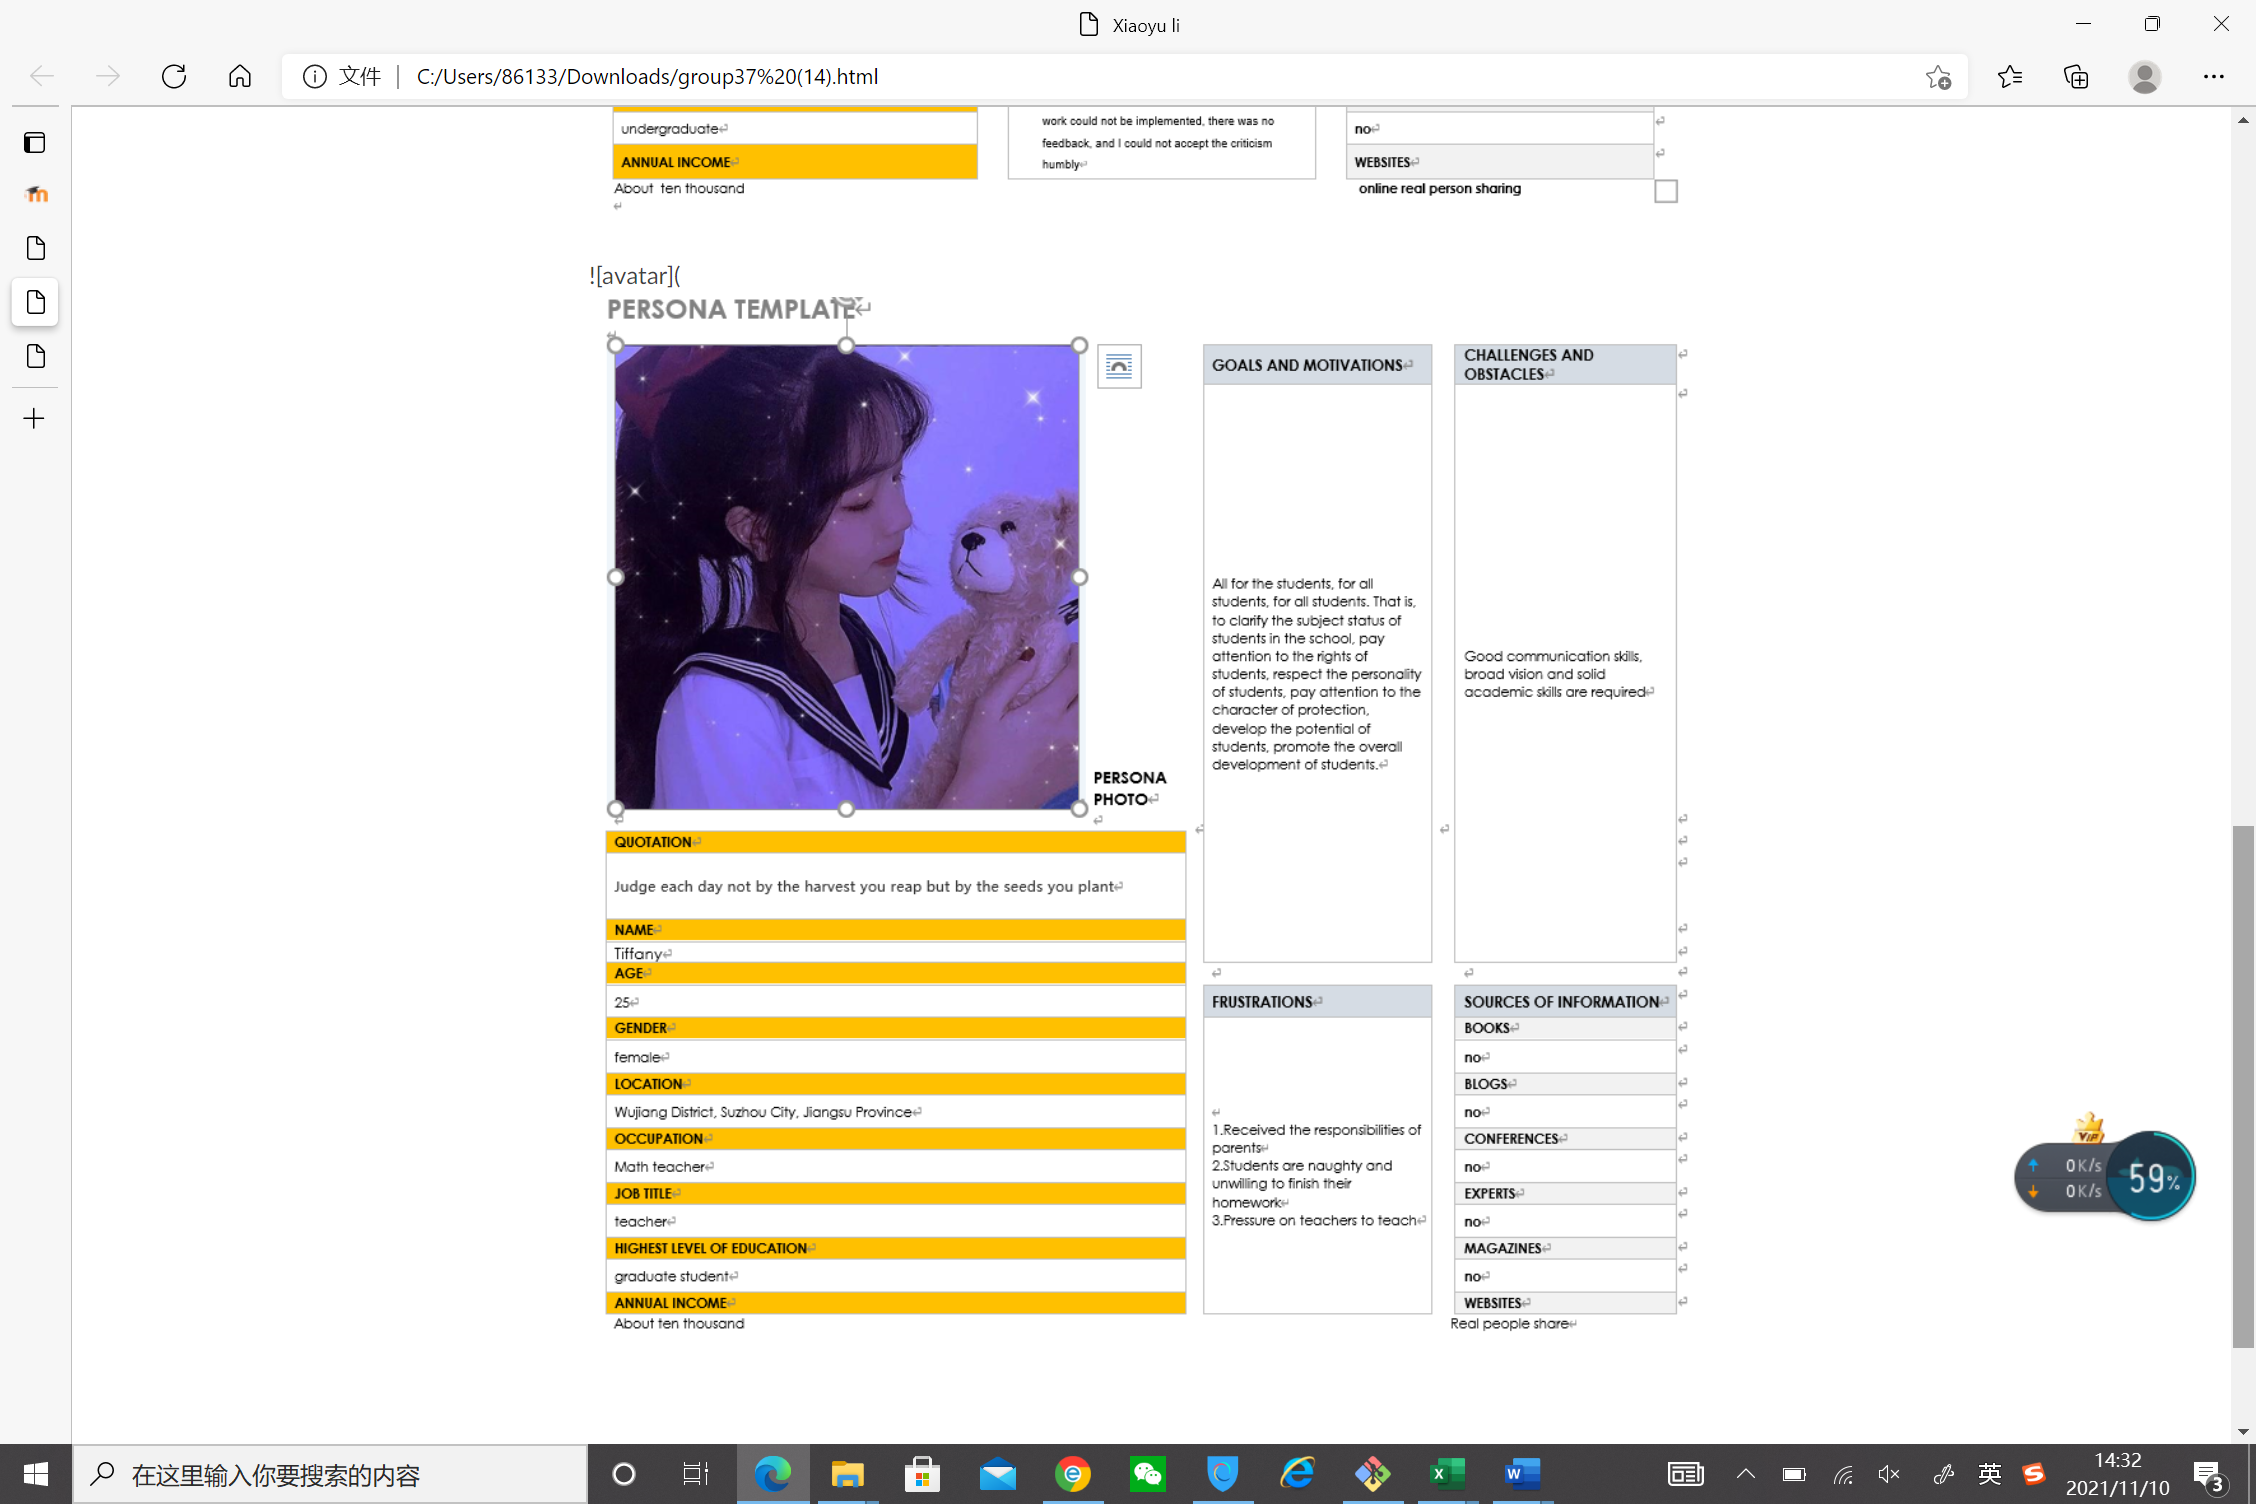 Xiaoyu li
文件
C:/Users/86133/Downloads/group37%20(14).html
undergraduate
ANNUAL INCOME
About ten thousand
work could not be implemented, there was no
feedback, and I could not accept the criticism
humbly
no
WEBSITES
online real person sharing
![avatar](
PERSONA TEMPLATE
PERSONA
PHOTO
QUOTATION
Judge each day not by the harvest you reap but by the seeds you plant
NAME
Tiffany
AGE
25
GENDER
female
LOCATION
Wujiang District, Suzhou City, Jiangsu Province
OCCUPATION
Math teacher
JOB TITLE
teacher
HIGHEST LEVEL OF EDUCATION
graduate student
ANNUAL INCOME
About ten thousand
GOALS AND MOTIVATIONS
All for the students, for all
students, for all students. That is,
to clarify the subject status of
students in the school, pay
attention to the rights of
students, respect the personality
of students, pay attention to the
character of protection,
develop the potential of
students, promote the overall
development of students.
FRUSTRATIONS
1.Received the responsibilities of
parents
2.Students are naughty and
unwilling to finish their
homework
3.Pressure on teachers to teach
CHALLENGES AND
OBSTACLES
Good communication skills,
broad vision and solid
academic skills are required
SOURCES OF INFORMATION
BOOKS
no
BLOGS
no
CONFERENCES
no
EXPERTS
no
MAGAZINES
no
WEBSITES
Real people share
VIP
0K/s
0K/s
59%
在这里输入你要搜索的内容
英
14:32
2021/11/10
3